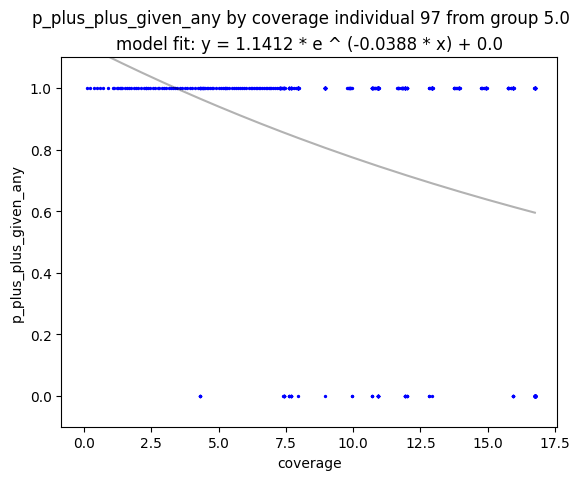 p_plus_plus_given_any by coverage individual 97 from group 5.0
model fit: y = 1.1412 * e ^ (-0.0388 * x) + 0.0
1.0
0.8
0.6
0.4
0.2
0.0
p_plus_plus_given_any
0.0 2.5 5.0 7.5 10.0 12.5 15.0 17.5
coverage